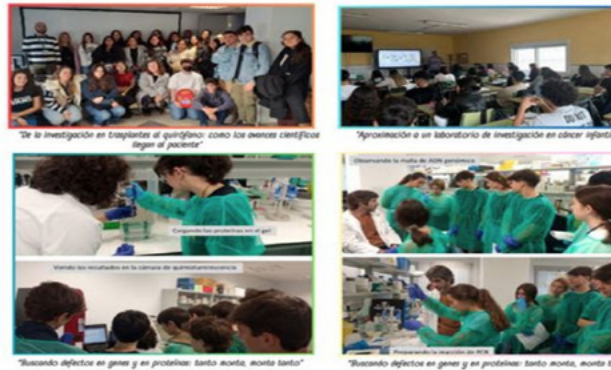 "De la investigación en trasplantes al quirófano: como los avances científicos
llegan al paciente"
"Aproximación a un laboratorio de investigación en cáncer infantil
Cargando las proteínas en el gel
Viendo los resultados en la cámara de quimioluminiscencia
"Buscando defectos en genes y en proteínas: tanto monta, monta tanto"
Observando la malla de ADN genómico
Preparando la reacción de PCR
"Buscando defectos en genes y en proteínas: tanto monta, monta